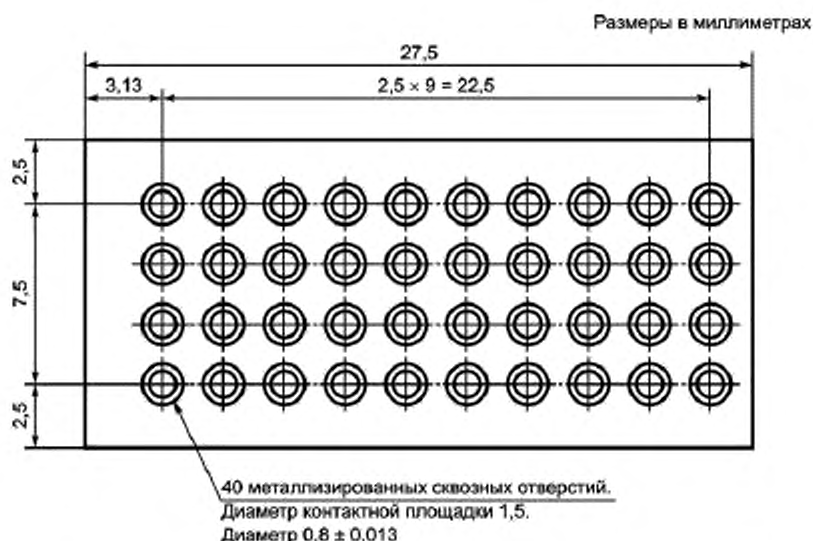 Размеры в миллиметрах
27,5
3,13
2,5 × 9 = 22,5
2,5
7,5
2,5
40 металлизированных сквозных отверстий.
Диаметр контактной площадки 1,5.
Диаметр 0,8 ± 0,013